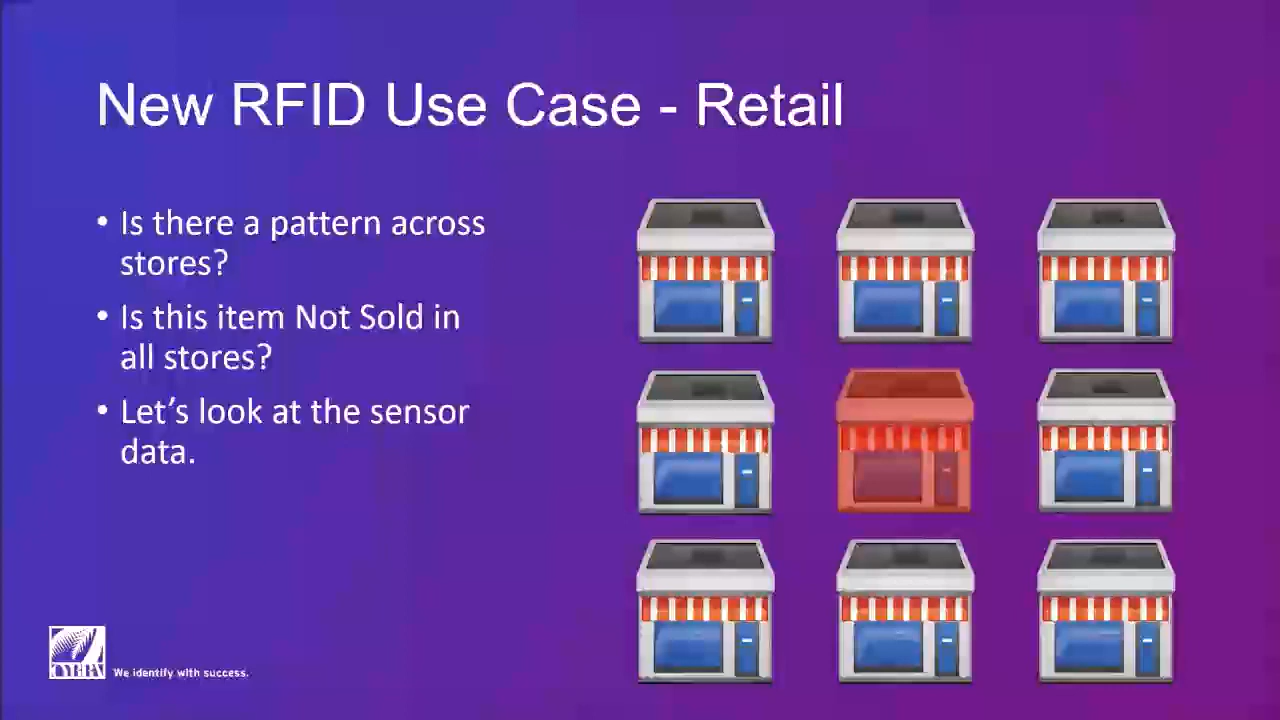 New RFID Use Case - Retail
• Is there a pattern across
stores?
• Is this item Not Sold in
all stores?
• Let's look at the sensor
data.
CYBRA
We identify with success.